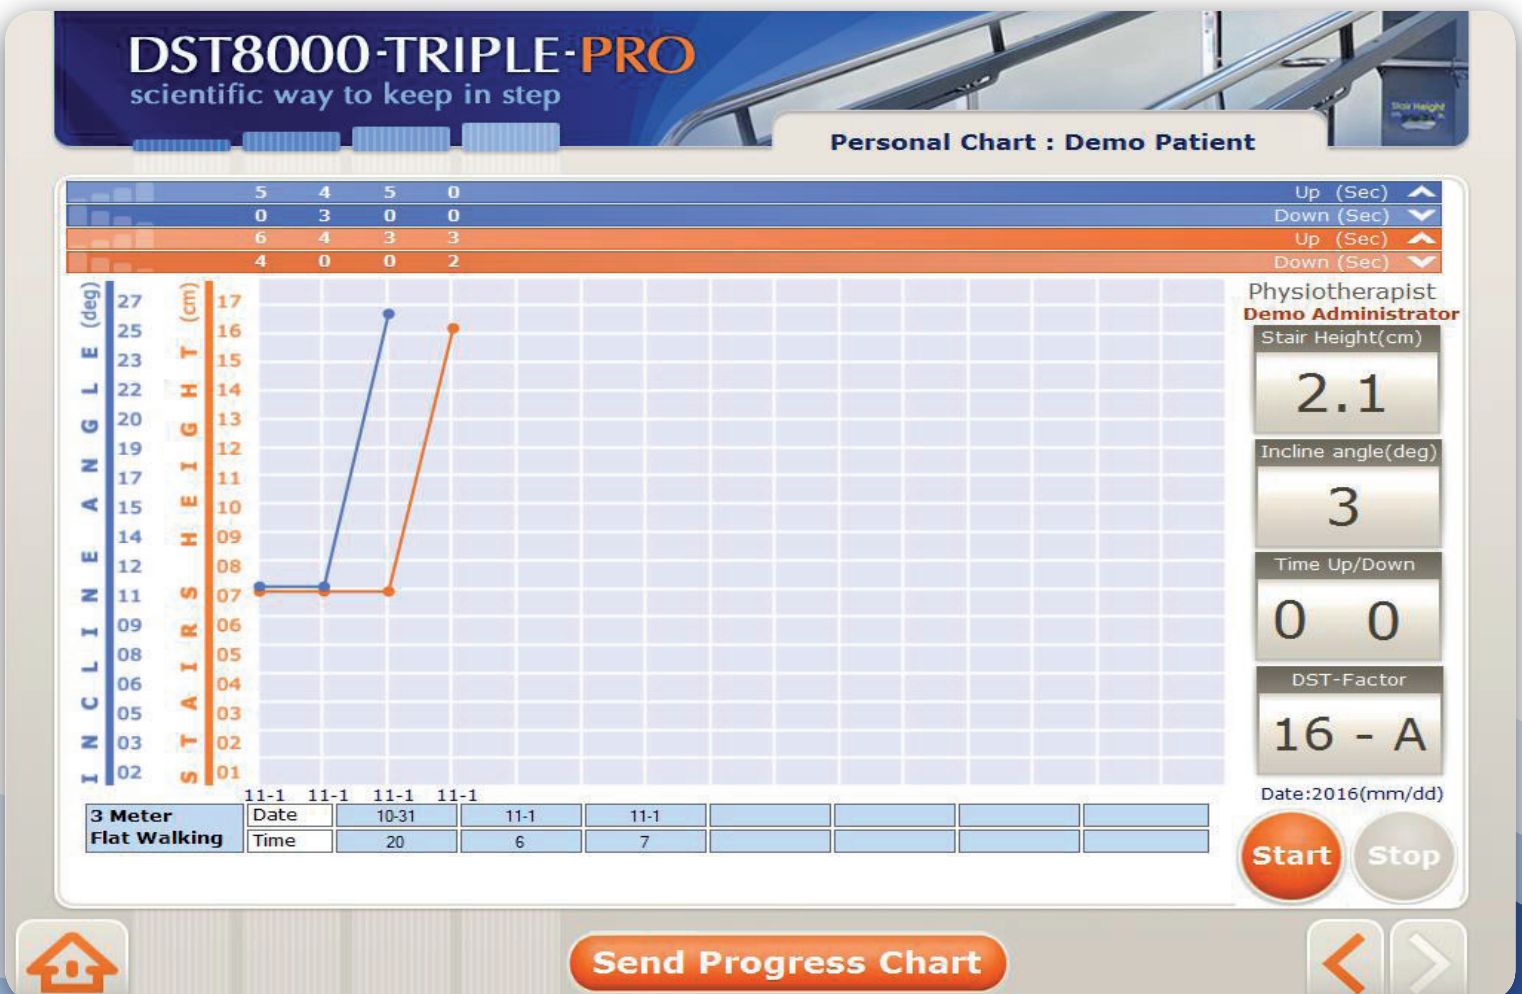 DST8000-TRIPLE-PRO
scientific way to keep in step
Stair Height
Personal Chart : Demo Patient
5 4 5 0 Up (Sec)
0 3 0 0 Down (Sec)
6 4 3 3 Up (Sec)
4 0 0 2 Down (Sec)
INCLINE ANGLE (deg)
27
25
23
22
20
19
17
15
14
12
11
09
08
06
05
03
02
STAIRS HEIGHT (cm)
17
16
15
14
13
12
11
10
09
08
07
06
05
04
03
02
01
11-1 11-1 11-1 11-1
Physiotherapist
Demo Administrator
Stair Height(cm)
2.1
Incline angle(deg)
3
Time Up/Down
0 0
DST-Factor
16 - A
Date:2016(mm/dd)
3 Meter
Flat Walking
Date 10-31 11-1 11-1
Time 20 6 7
Start Stop
Send Progress Chart